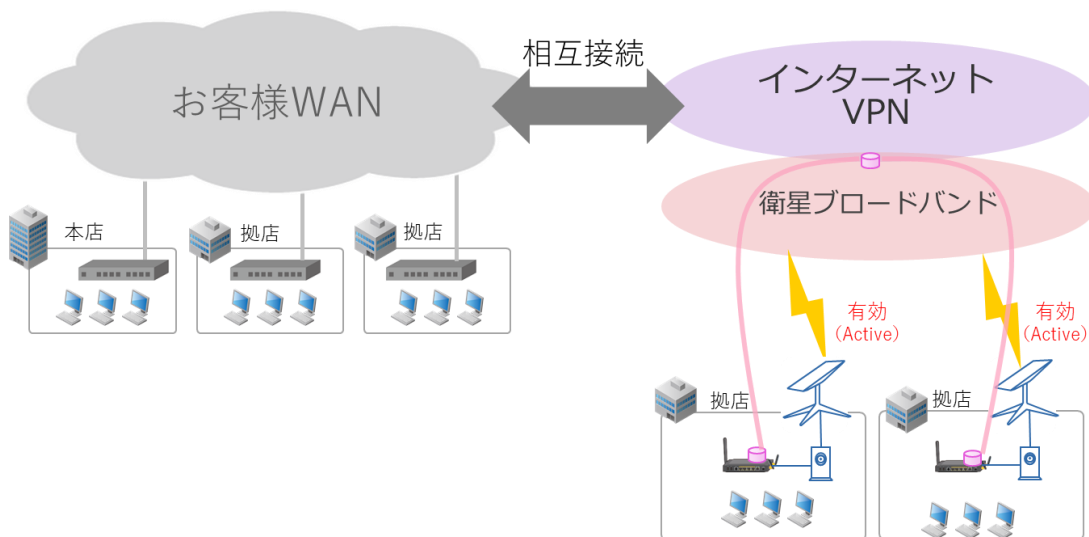 お客様WAN
相互接続
インターネット
VPN
衛星ブロードバンド
本店
拠店
拠店
有効
(Active)
有効
(Active)
拠店
拠店